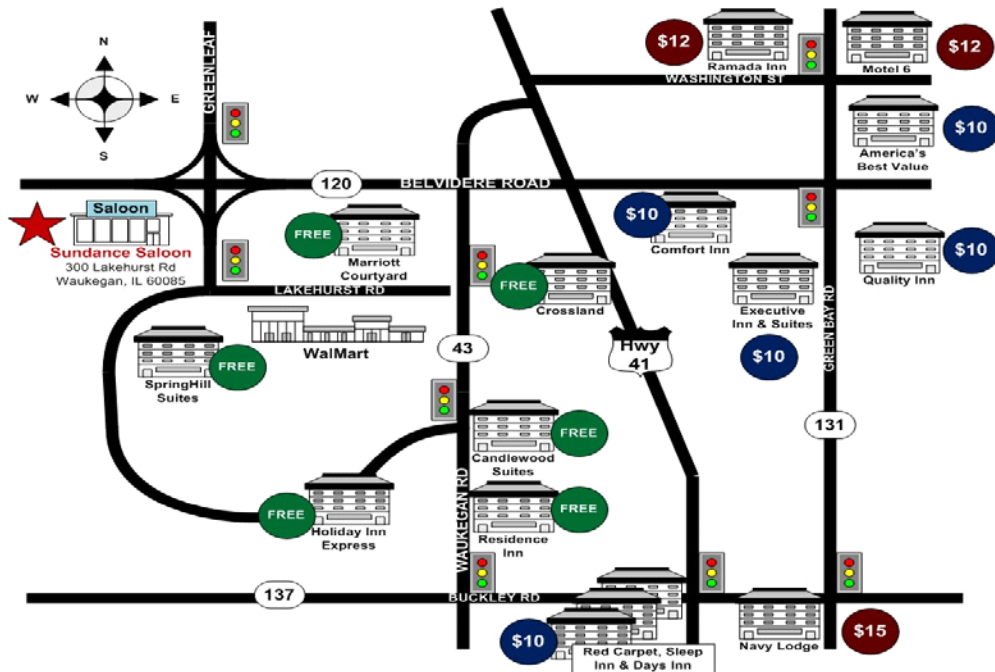 N
W E
S
GREENLEAF
$12
Ramada Inn
Motel 6
$12
WASHINGTON ST
America's
Best Value
$10
120
BELVIDERE ROAD
Saloon
Sundance Saloon
300 Lakehurst Rd
Waukegan, IL 60085
FREE
Marriott
Courtyard
$10
Comfort Inn
Quality Inn
$10
LAKEHURST RD
FREE
Crossland
Executive
Inn & Suites
$10
GREEN BAY RD
WalMart
43
Hwy
41
SpringHill
Suites
FREE
131
Candlewood
Suites
FREE
FREE
Holiday Inn
Express
WAUKEGAN RD
Residence
Inn
FREE
137
BUCKLEY RD
$10
Red Carpet, Sleep
Inn & Days Inn
Navy Lodge
$15